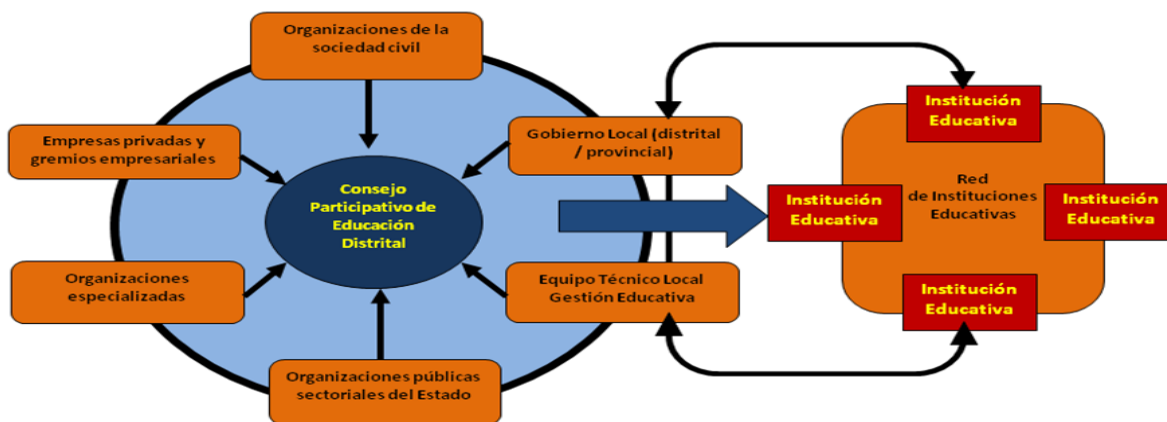 Organizaciones de la
sociedad civil
Empresas privadas y
gremios empresariales
Gobierno Local (distrital
/ provincial)
Consejo
Participativo de
Educación
Distrital
Organizaciones
especializadas
Equipo Técnico Local
Gestión Educativa
Organizaciones públicas
sectoriales del Estado
Institución
Educativa
Red
de Instituciones
Educativas
Institución
Educativa
Institución
Educativa
Institución
Educativa